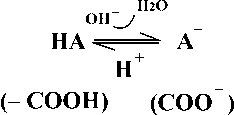 OH⁻ H₂O
HA ⇌ A⁻
H⁺
(– COOH) (COO⁻)